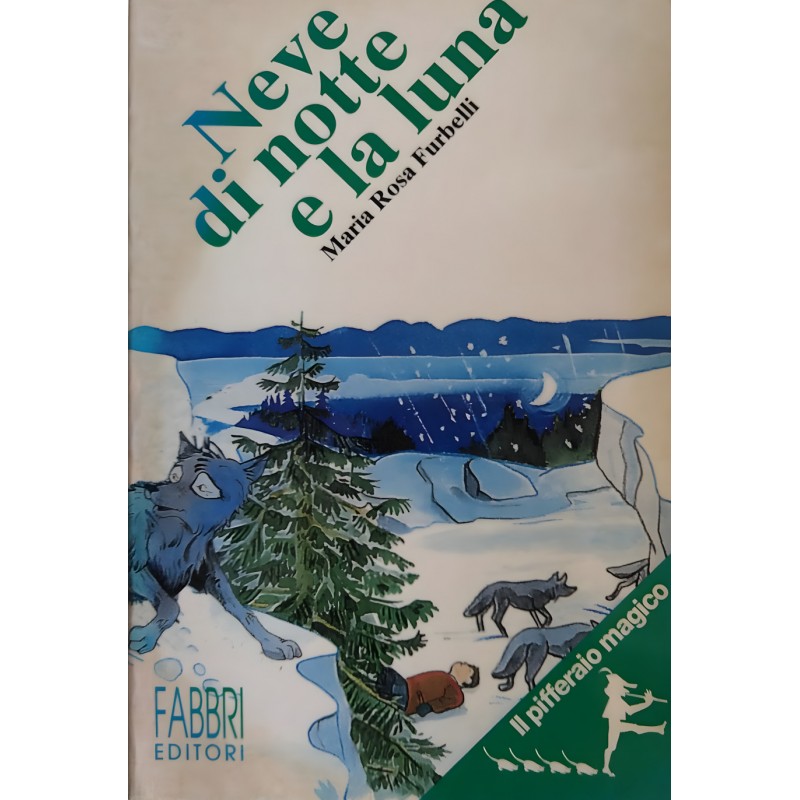 Neve
di notte
e la luna
Maria Rosa Furbelli
Il pifferaio magico
FABBRI
EDITORI